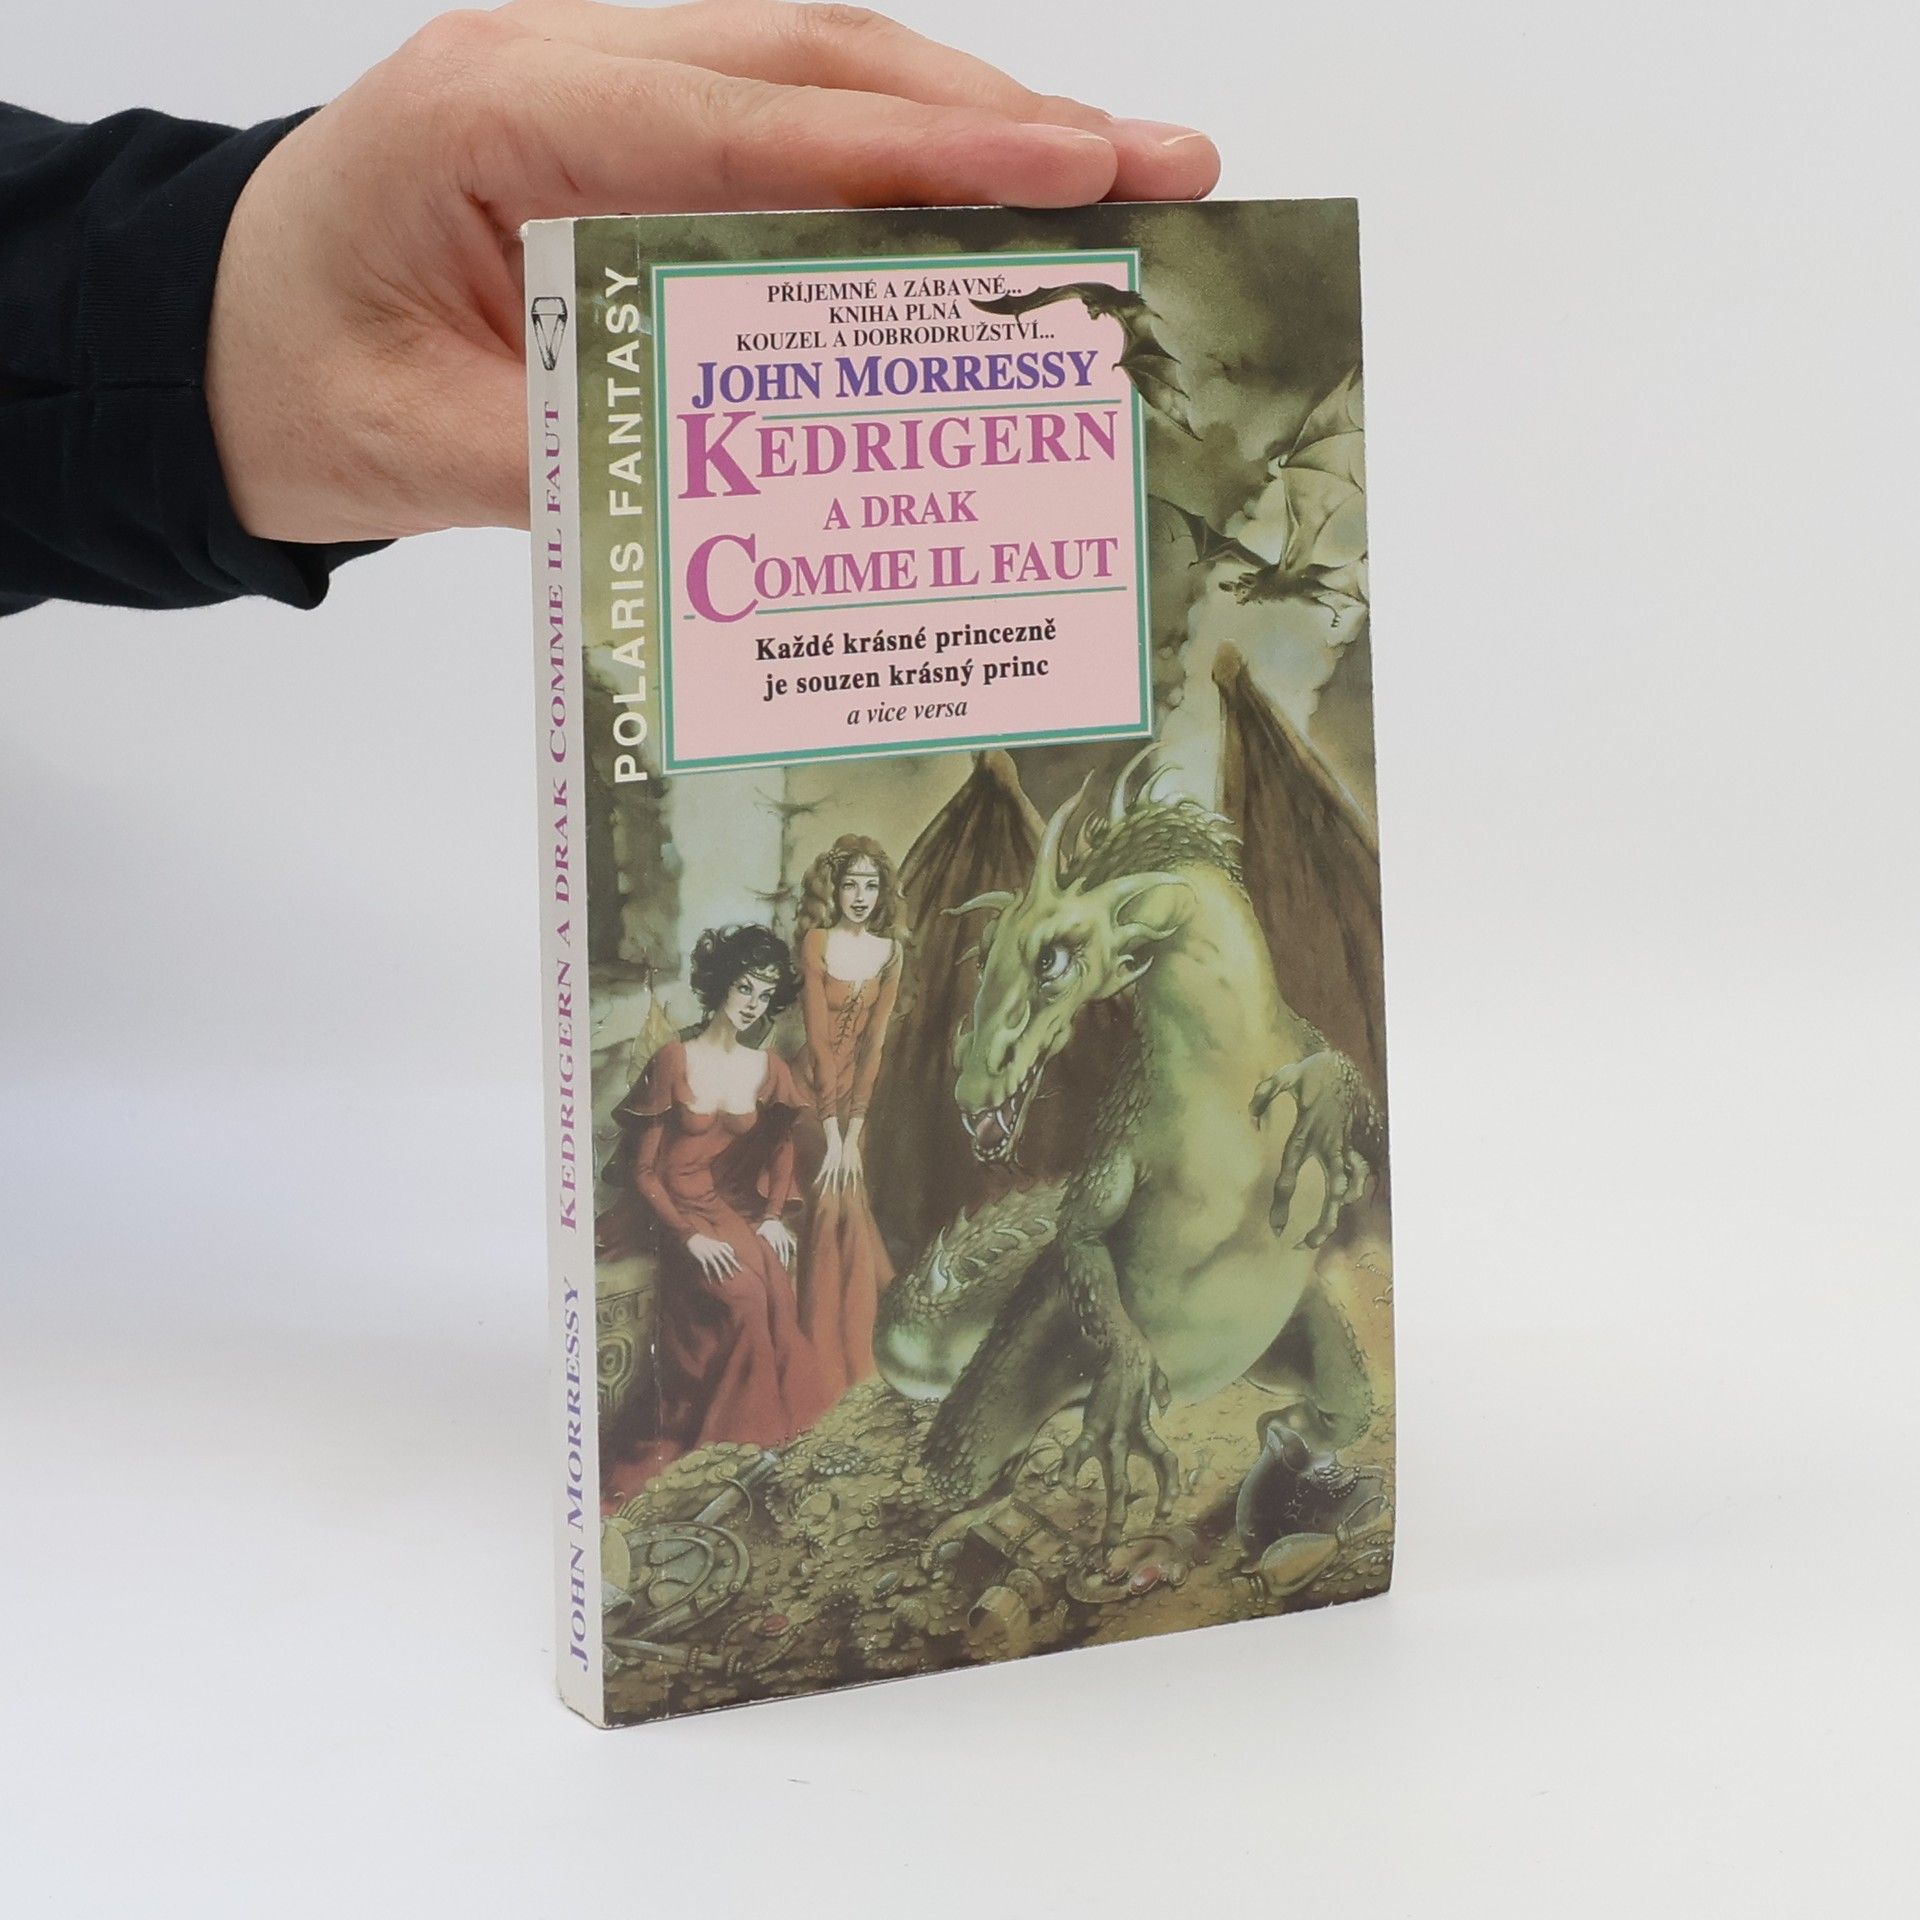 PŘÍJEMNÉ A ZÁBAVNÉ...
KNIHA PLNÁ
KOUZEL A DOBRODRUŽSTVÍ...
JOHN MORRESSY
KEDRIGERN
A DRAK
COMME IL FAUT
Každé krásné princezně
je souzen krásný princ
a vice versa
POLARIS FANTASY
JOHN MORRESSY KEDRIGERN A DRAK COMME IL FAUT